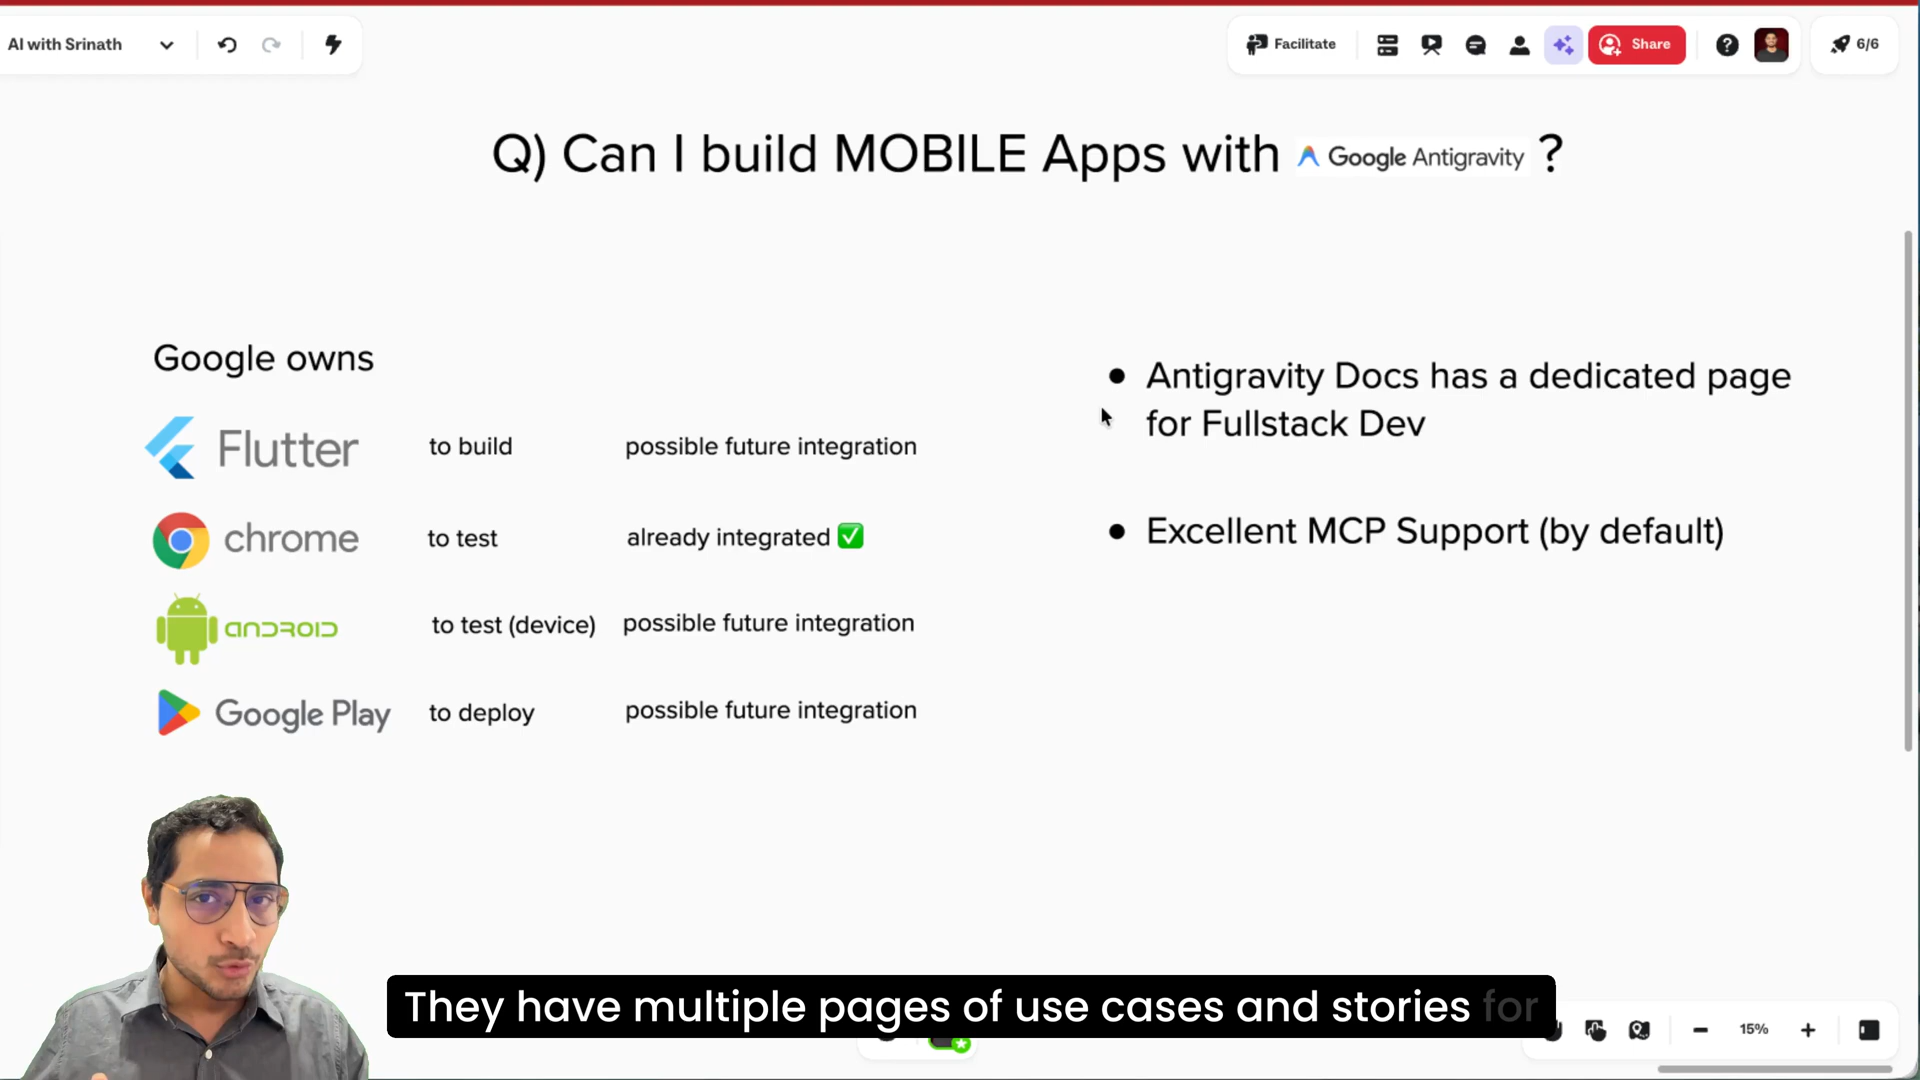 AI with Srinath
Facilitate
Share
6/6
Q) Can I build MOBILE Apps with Google Antigravity ?
Google owns
Flutter to build possible future integration
chrome to test already integrated ✅
android to test (device) possible future integration
Google Play to deploy possible future integration
• Antigravity Docs has a dedicated page
for Fullstack Dev
• Excellent MCP Support (by default)
They have multiple pages of use cases and stories for
15%